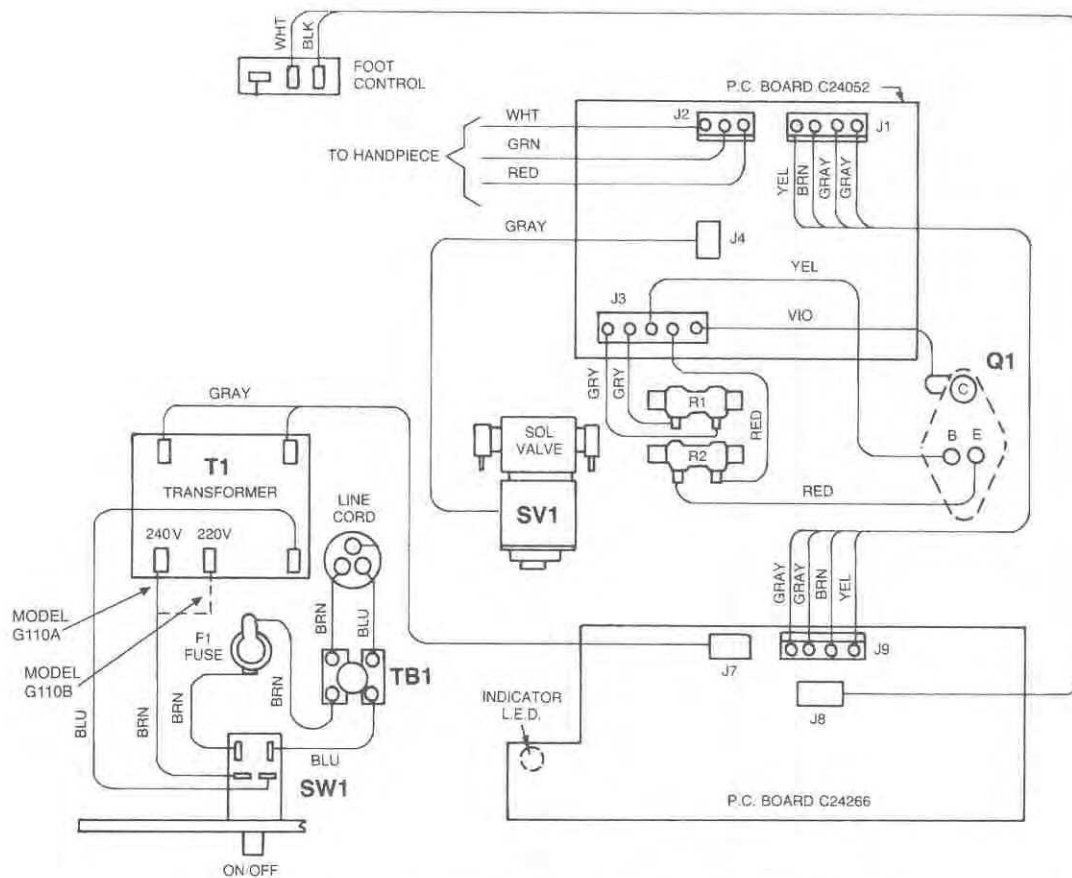 WHT
BLK
FOOT
CONTROL
P.C. BOARD C24052
J2
J1
WHT
GRN
RED
TO HANDPIECE
YEL
BRN
GRAY
GRAY
GRAY
J4
YEL
J3
VIO
Q1
C
B E
GRY
GRY
R1
RED
R2
RED
SOL
VALVE
SV1
GRAY
T1
TRANSFORMER
240V 220V
LINE
CORD
MODEL
G110A
MODEL
G110B
F1
FUSE
BRN
BLU
TB1
BLU
BRN
BRN
BRN
BLU
SW1
ON/OFF
GRAY
GRAY
BRN
YEL
J7
J9
J8
INDICATOR
L.E.D.
P.C. BOARD C24266